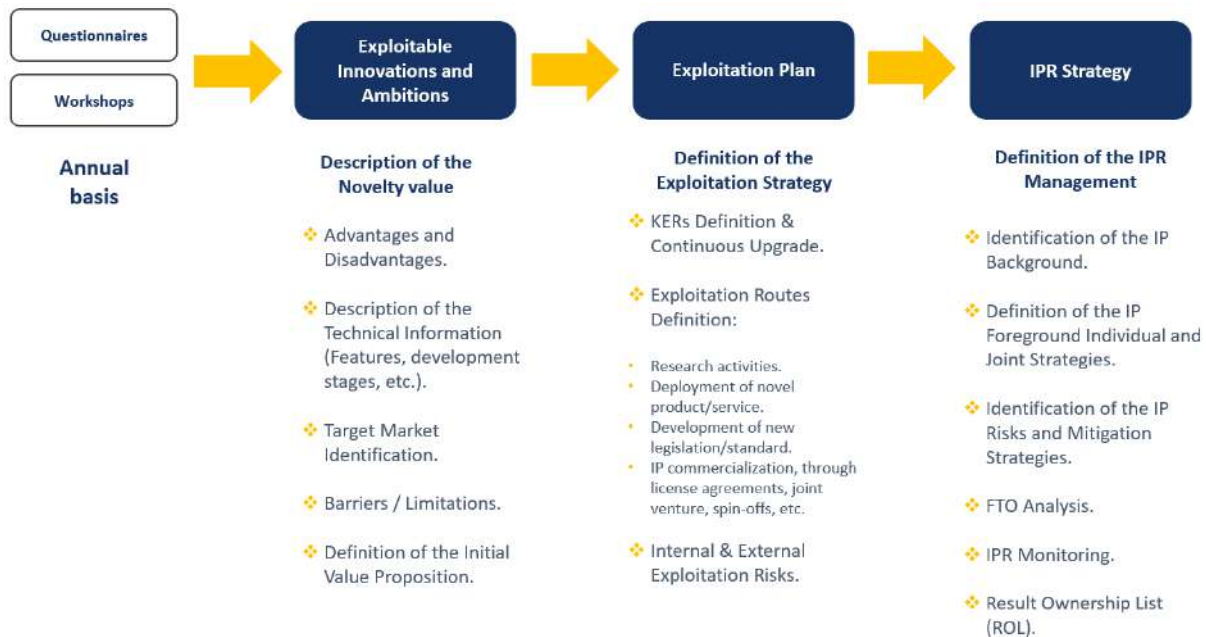 Questionnaires
Workshops
Annual
basis
Exploitable
Innovations and
Ambitions
Description of the
Novelty value
❖ Advantages and
Disadvantages.
❖ Description of the
Technical Information
(Features, development
stages, etc.).
❖ Target Market
Identification.
❖ Barriers / Limitations.
❖ Definition of the Initial
Value Proposition.
Exploitation Plan
Definition of the
Exploitation Strategy
❖ KERs Definition &
Continuous Upgrade.
❖ Exploitation Routes
Definition:
• Research activities.
• Deployment of novel
product/service.
• Development of new
legislation/standard.
• IP commercialization, through
license agreements, joint
venture, spin-offs, etc.
❖ Internal & External
Exploitation Risks.
IPR Strategy
Definition of the IPR
Management
❖ Identification of the IP
Background.
❖ Definition of the IP
Foreground Individual and
Joint Strategies.
❖ Identification of the IP
Risks and Mitigation
Strategies.
❖ FTO Analysis.
❖ IPR Monitoring.
❖ Result Ownership List
(ROL).